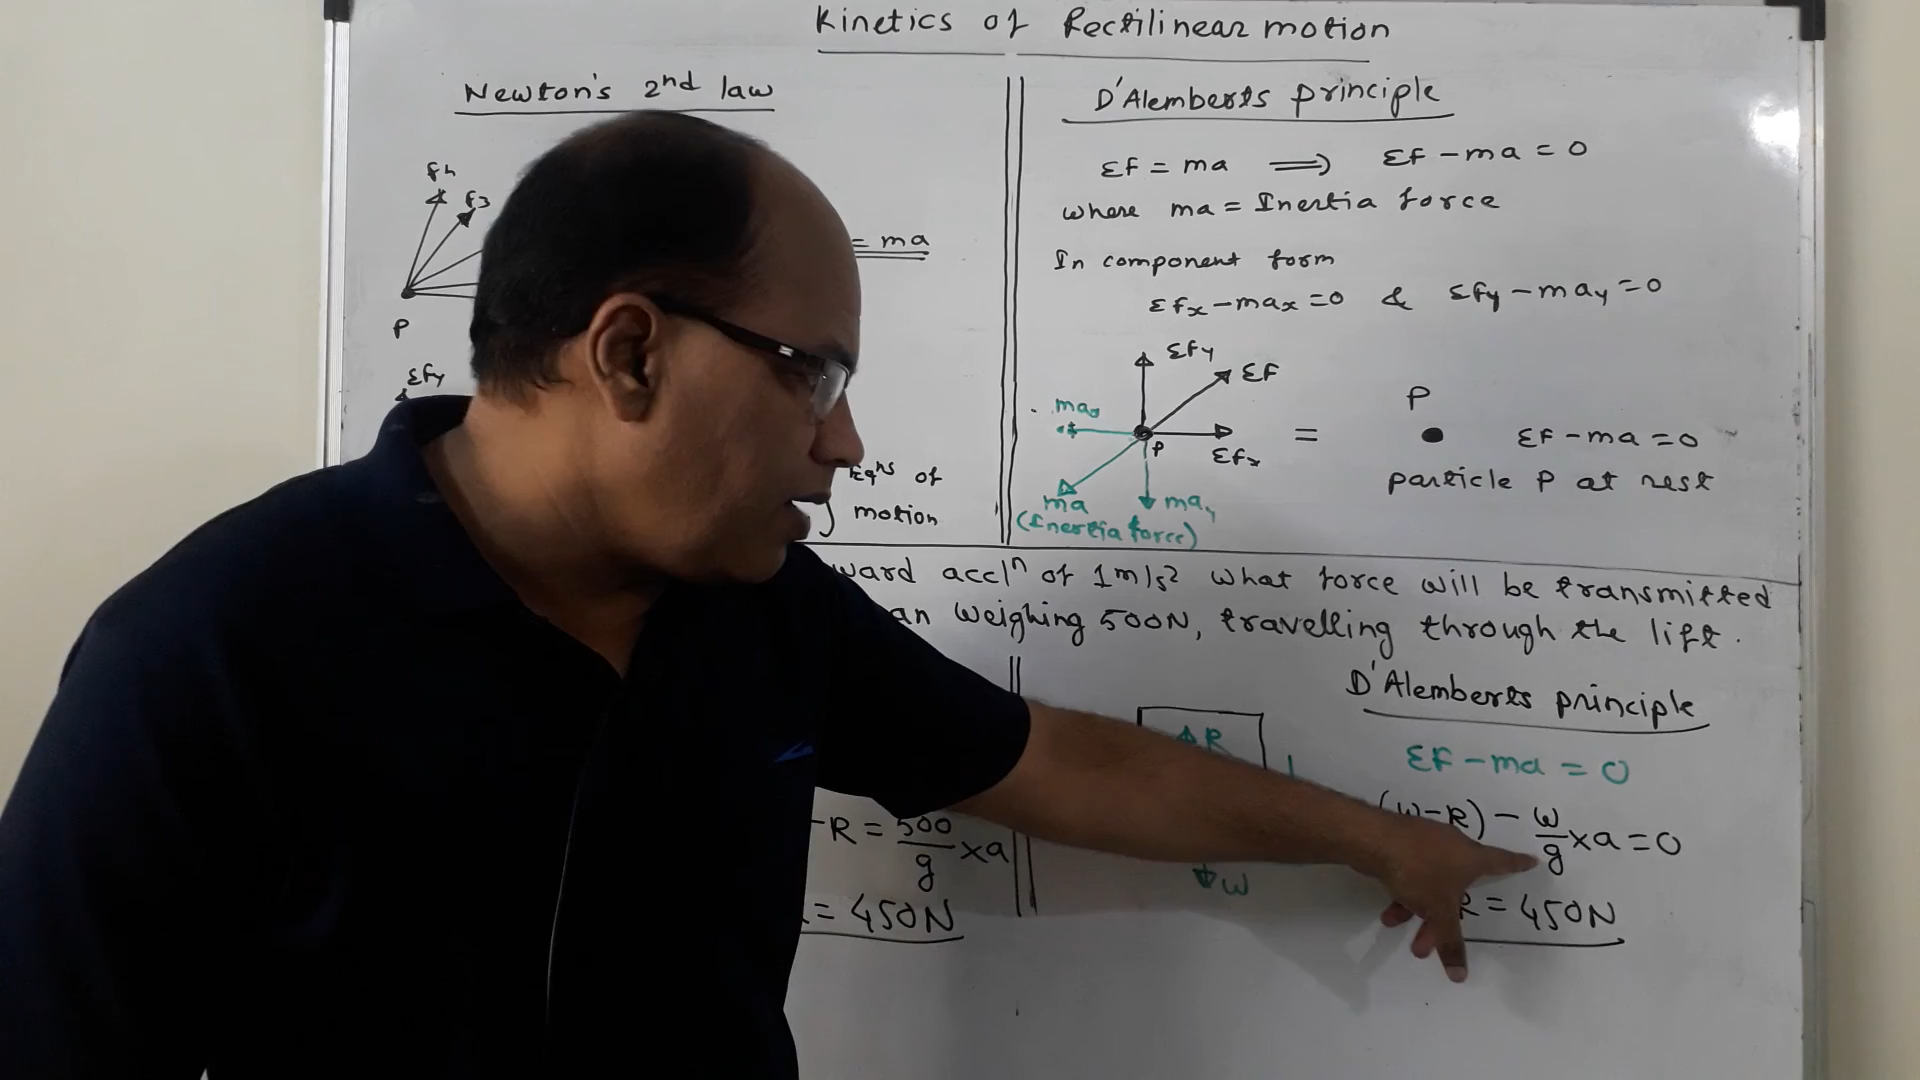 Kinetics of Rectilinear motion
Newton's 2nd law
F4
F3
= ma
P
ΣFy
Eqns of
motion
D'Alemberts principle
ΣF = ma ⟹ ΣF - ma = 0
where ma = Inertia force
In component form
ΣFx - max = 0 & ΣFy - may = 0
ΣFy
ΣF
max
P
ΣFx
ma
may
(Inertia force)
=
P
ΣF - ma = 0
particle P at rest
ward accln of 1m/s2 What force will be transmitted
an weighing 500N, travelling through the lift.
-R = 500/g × a
= 450N
R
W
D'Alemberts principle
ΣF - ma = 0
(W-R) - W/g × a = 0
R = 450N